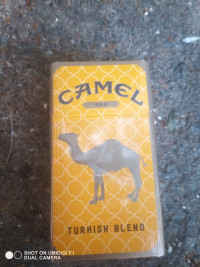 CAMEL
TURKISH BLEND
SHOT ON UMIDIGI F1
DUAL CAMERA